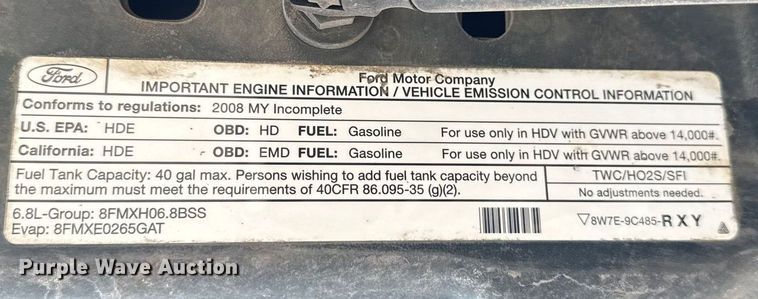 Ford
Ford Motor Company
IMPORTANT ENGINE INFORMATION / VEHICLE EMISSION CONTROL INFORMATION
Conforms to regulations: 2008 MY Incomplete
U.S. EPA: HDE OBD: HD FUEL: Gasoline For use only in HDV with GVWR above 14,000#.
California: HDE OBD: EMD FUEL: Gasoline For use only in HDV with GVWR above 14,000#.
Fuel Tank Capacity: 40 gal max. Persons wishing to add fuel tank capacity beyond
the maximum must meet the requirements of 40CFR 86.095-35 (g)(2).
TWC/HO2S/SFI
No adjustments needed.
6.8L-Group: 8FMXH06.8BSS
Evap: 8FMXE0265GAT
▽8W7E-9C485-RXY
Purple Wave Auction